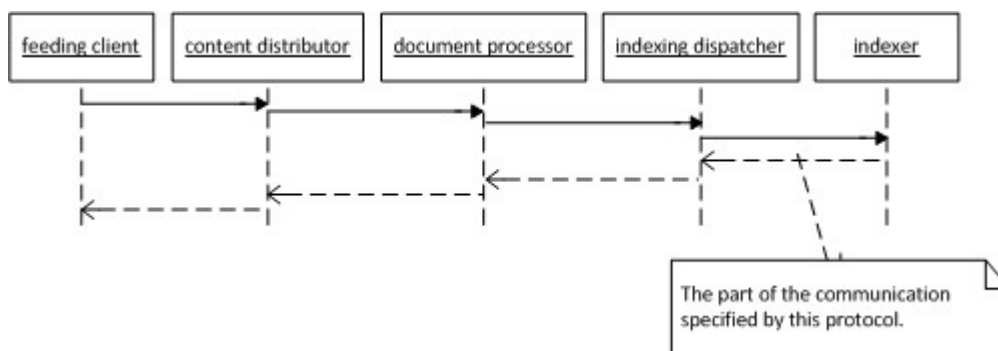 feeding client
content distributor
document processor
indexing dispatcher
indexer
The part of the communication
specified by this protocol.